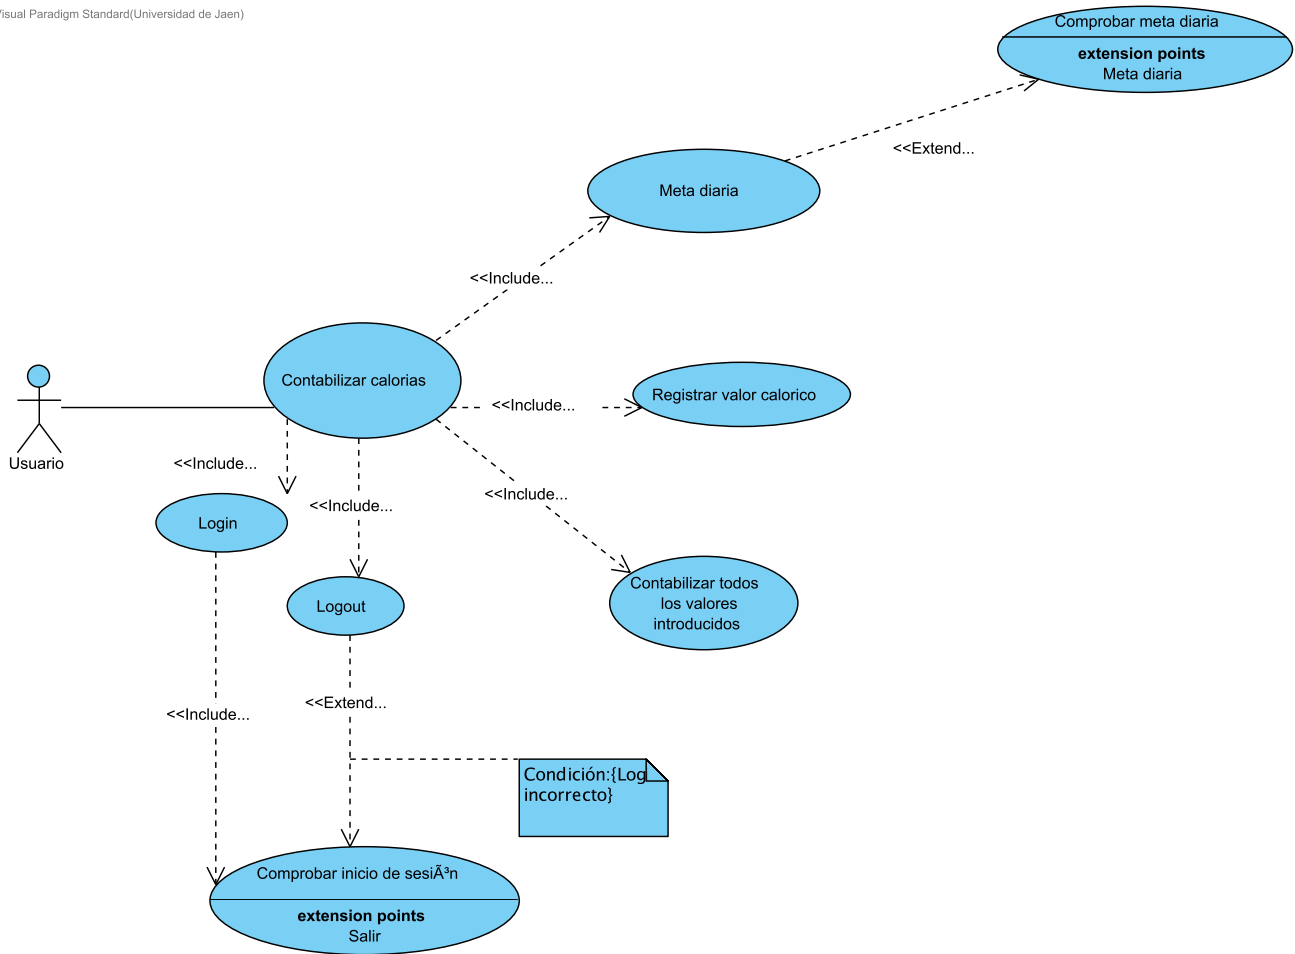 Visual Paradigm Standard(Universidad de Jaen)
Comprobar meta diaria
extension points
Meta diaria
<<Extend...
Meta diaria
<<Include...
Contabilizar calorias
Registrar valor calorico
<<Include...
Usuario
<<Include...
<<Include...
<<Include...
Login
Contabilizar todos
los valores
introducidos
Logout
<<Extend...
<<Include...
Condición:{Log
incorrecto}
Comprobar inicio de sesiÃ³n
extension points
Salir